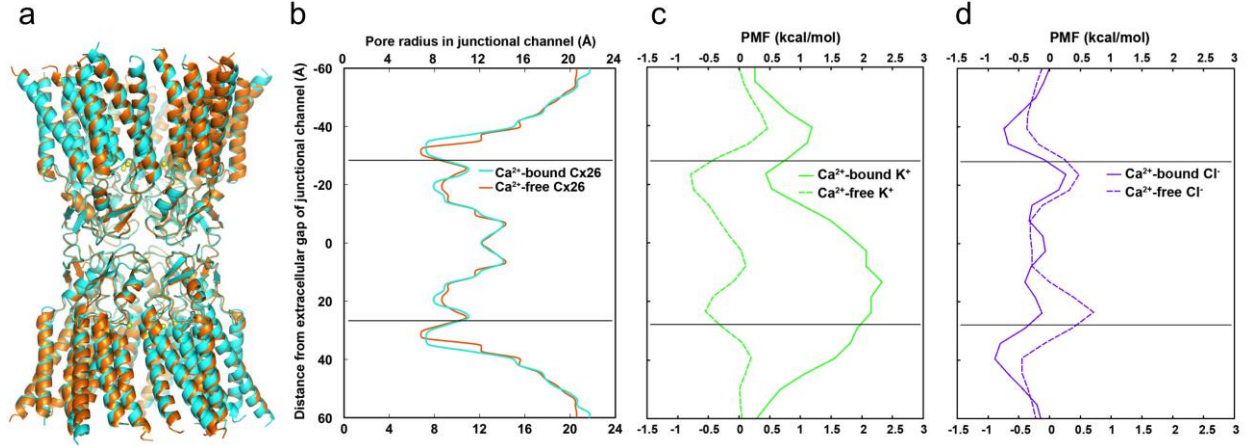 a
b
c
d
Pore radius in junctional channel (Å)
0 4 8 12 16 20 24
Distance from extracellular gap of junctional channel (Å)
-60
-40
-20
0
20
40
60
Ca²⁺-bound Cx26
Ca²⁺-free Cx26
0 4 8 12 16 20 24
PMF (kcal/mol)
-1.5 -1 -0.5 0 0.5 1 1.5 2 2.5 3
Ca²⁺-bound K⁺
Ca²⁺-free K⁺
-1.5 -1 -0.5 0 0.5 1 1.5 2 2.5 3
PMF (kcal/mol)
-1.5 -1 -0.5 0 0.5 1 1.5 2 2.5 3
Ca²⁺-bound Cl⁻
Ca²⁺-free Cl⁻
-1.5 -1 -0.5 0 0.5 1 1.5 2 2.5 3